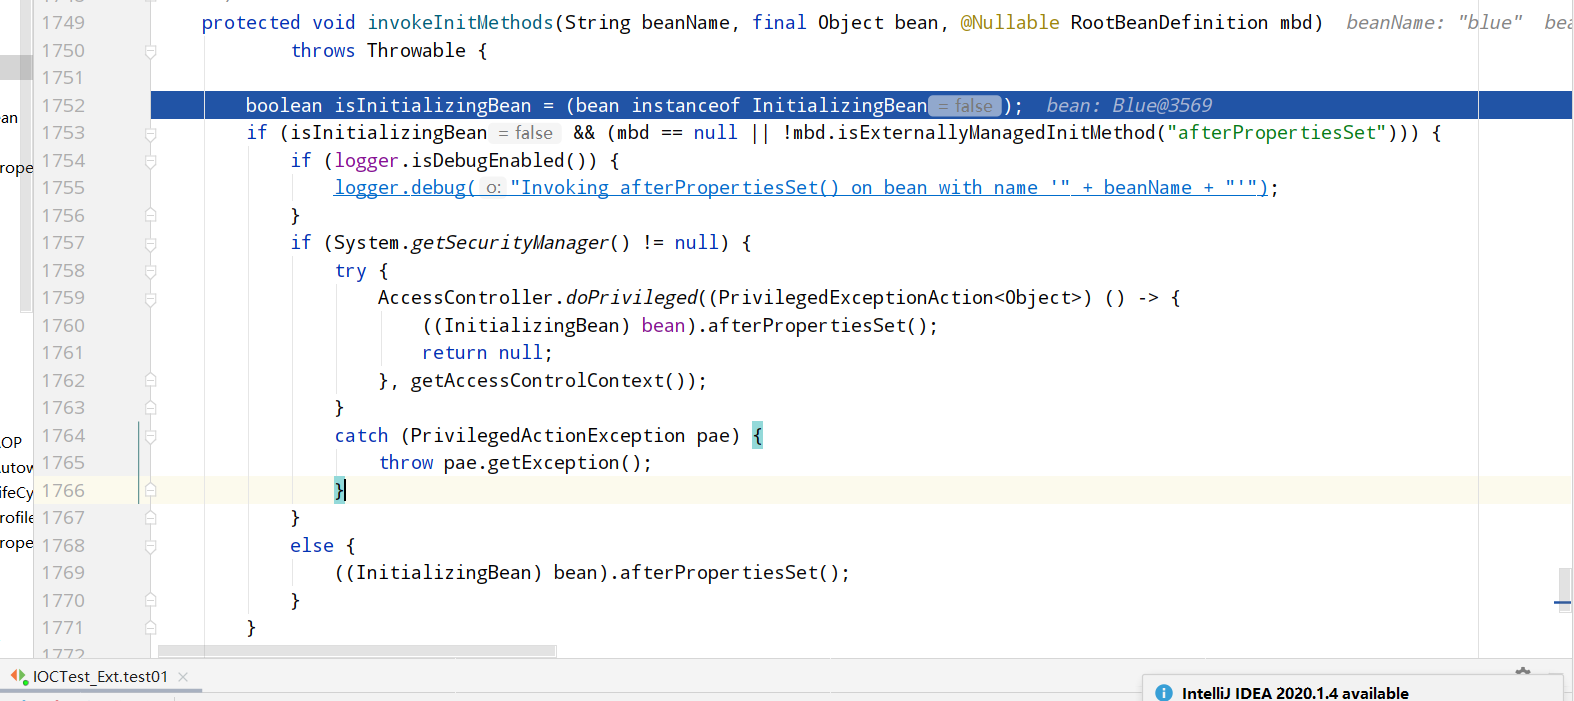 1749 protected void invokeInitMethods(String beanName, final Object bean, @Nullable RootBeanDefinition mbd) beanName: "blue" bea
1750 throws Throwable {
1751
1752 boolean isInitializingBean = (bean instanceof InitializingBean = false ); bean: Blue@3569
1753 if (isInitializingBean = false && (mbd == null || !mbd.isExternallyManagedInitMethod("afterPropertiesSet"))) {
1754 if (logger.isDebugEnabled()) {
1755 logger.debug( o: "Invoking afterPropertiesSet() on bean with name '" + beanName + "'");
1756 }
1757 if (System.getSecurityManager() != null) {
1758 try {
1759 AccessController.doPrivileged((PrivilegedExceptionAction<Object>) () -> {
1760 ((InitializingBean) bean).afterPropertiesSet();
1761 return null;
1762 }, getAccessControlContext());
1763 }
1764 catch (PrivilegedActionException pae) {
1765 throw pae.getException();
1766 }
1767 }
1768 else {
1769 ((InitializingBean) bean).afterPropertiesSet();
1770 }
1771 }
1772
an
rope
OP
utow
ifeCy
rofile
rope
IOCTest_Ext.test01
IntelliJ IDEA 2020.1.4 available